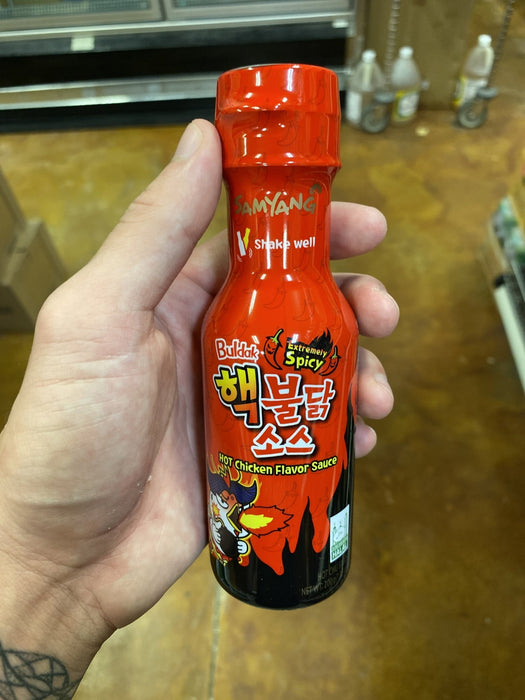 SAMYANG
Shake well
Buldak
Extremely
Spicy
핵불닭
소스
HOT Chicken Flavor Sauce